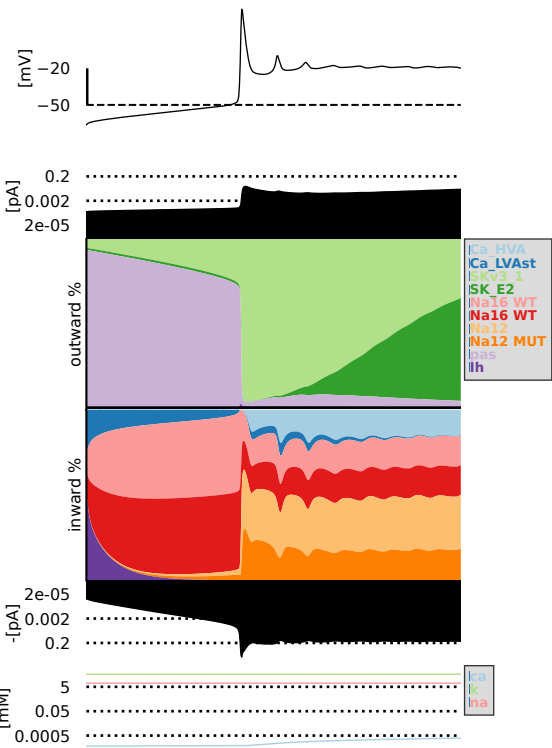 [mV]
−20
−50
[pA]
0.2
0.002
2e-05
outward %
Ca_HVA
Ca_LVAst
SKv3_1
SK_E2
Na16 WT
Na16 WT
Na12
Na12 MUT
pas
Ih
inward %
-[pA]
2e-05
0.002
0.2
[mM]
5
0.05
0.0005
ca
k
na